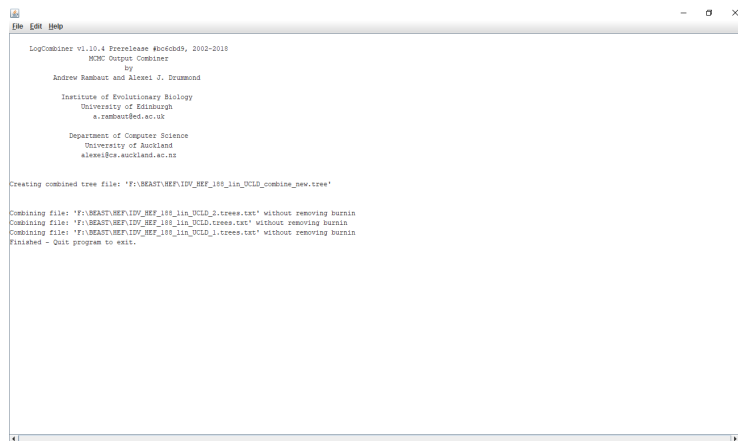 File Edit Help
LogCombiner v1.10.4 Prerelease #bc6cbd9, 2002-2018
MCMC Output Combiner
by
Andrew Rambaut and Alexei J. Drummond
Institute of Evolutionary Biology
University of Edinburgh
a.rambaut@ed.ac.uk
Department of Computer Science
University of Auckland
alexei@cs.auckland.ac.nz
Creating combined tree file: 'F:\BEAST\HEF\IDV_HEF_188_lin_UCLD_combine_new.tree'
Combining file: 'F:\BEAST\HEF\IDV_HEF_188_lin_UCLD_2.trees.txt' without removing burnin
Combining file: 'F:\BEAST\HEF\IDV_HEF_188_lin_UCLD.trees.txt' without removing burnin
Combining file: 'F:\BEAST\HEF\IDV_HEF_188_lin_UCLD_1.trees.txt' without removing burnin
Finished - Quit program to exit.